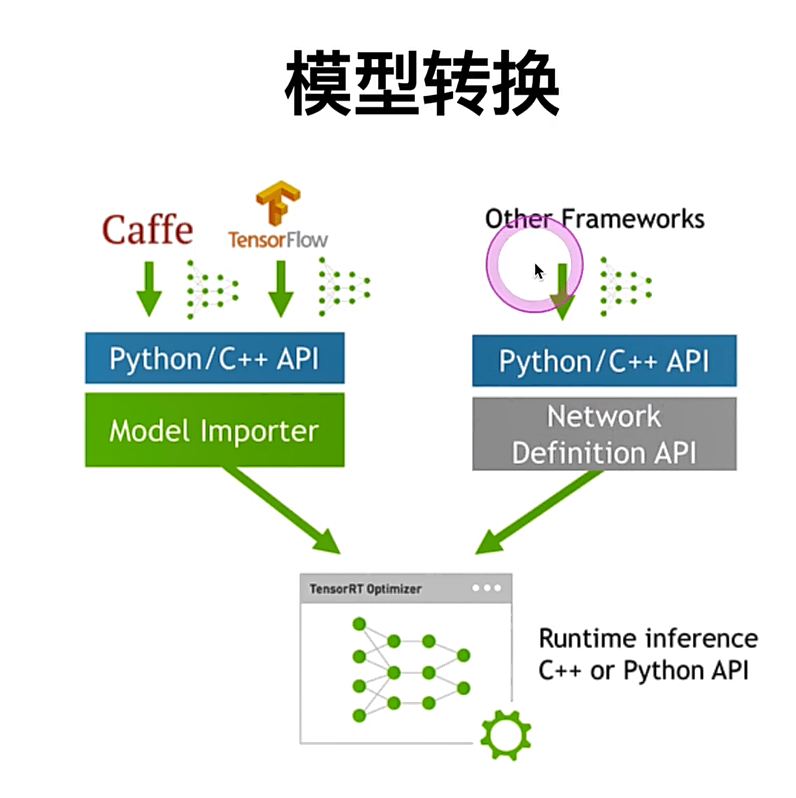 模型转换
Caffe
TensorFlow
Other Frameworks
Python/C++ API
Model Importer
Python/C++ API
Network
Definition API
TensorRT Optimizer
Runtime inference
C++ or Python API